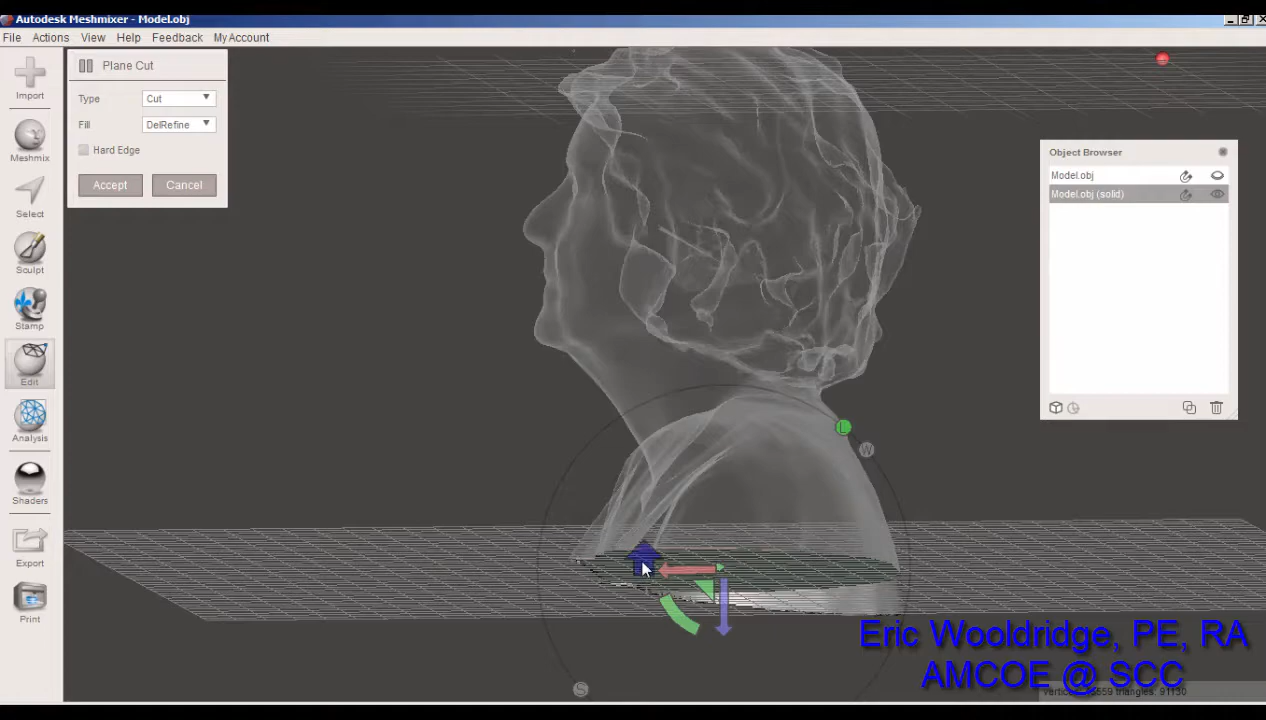 Autodesk Meshmixer - Model.obj
File Actions View Help Feedback My Account
Import
Meshmix
Select
Sculpt
Stamp
Edit
Analysis
Shaders
Export
Print
Plane Cut
Type Cut
Fill DelRefine
Hard Edge
Accept Cancel
Object Browser
Model.obj
Model.obj (solid)
L
W
S
Eric Wooldridge, PE, RA
AMCOE @ SCC
triangles: 91130